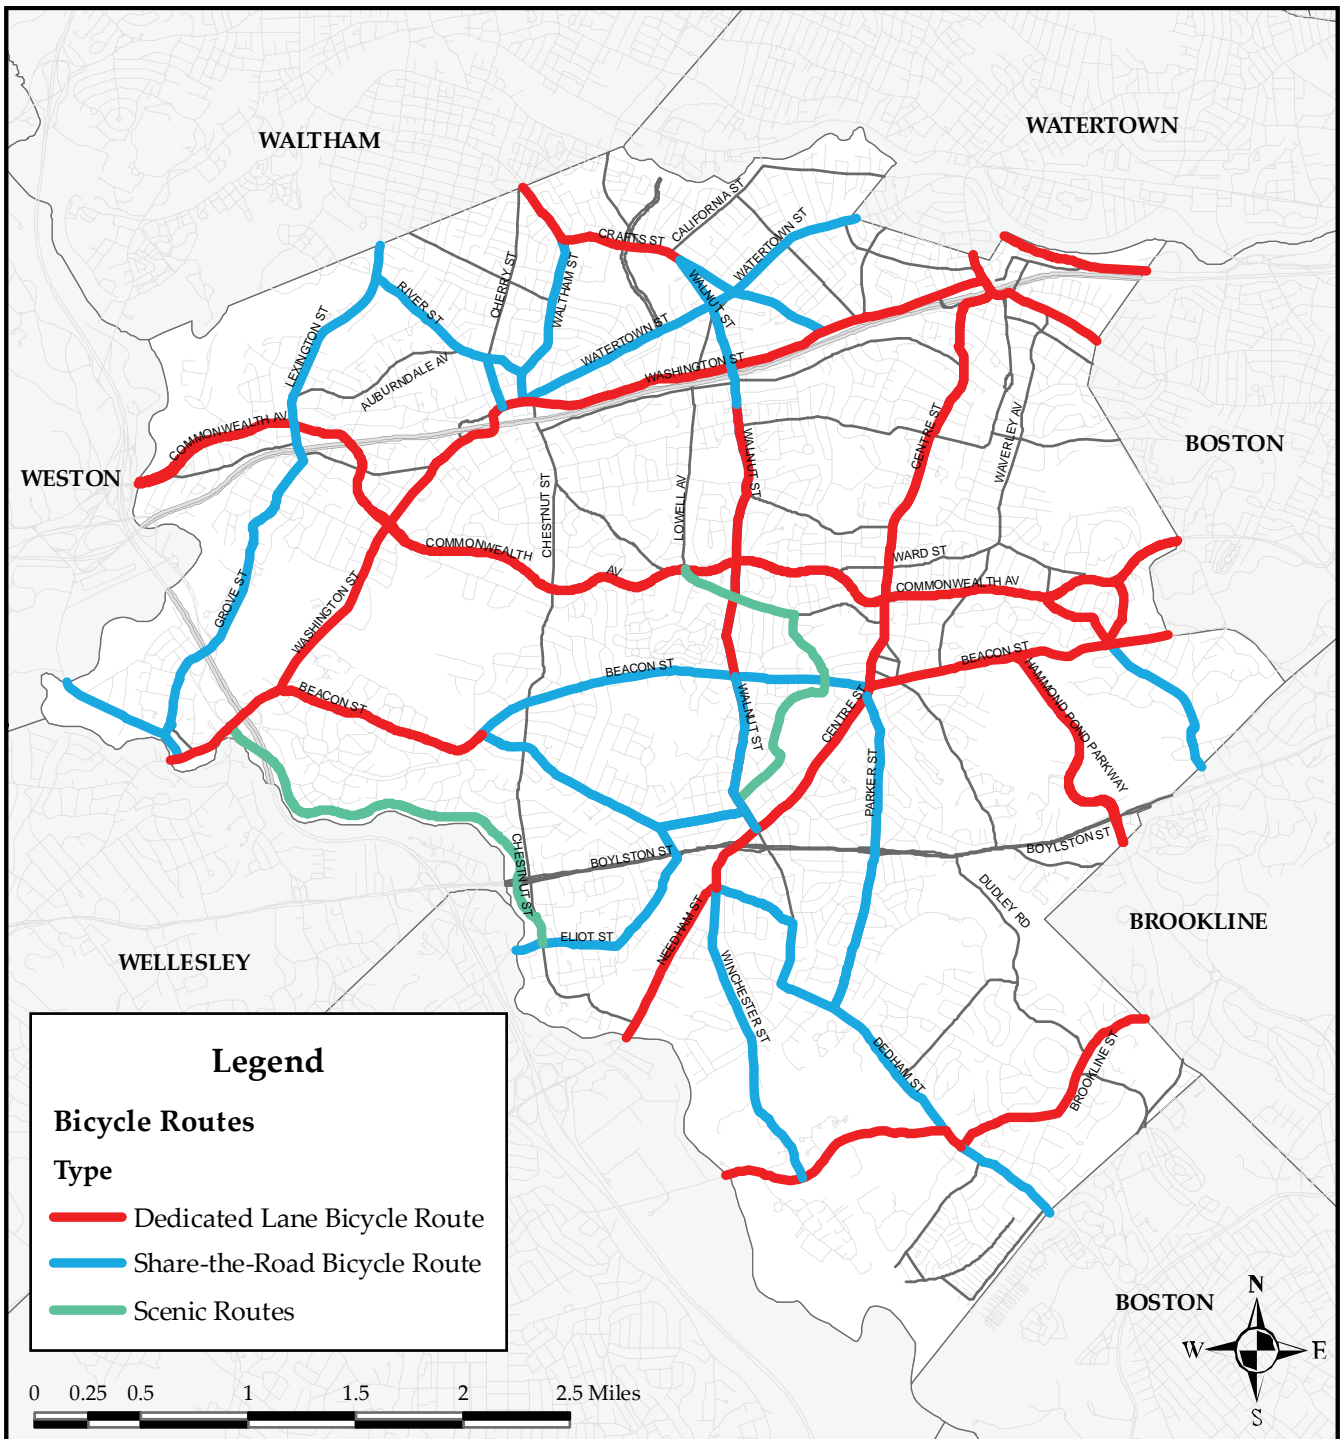 WALTHAM
WATERTOWN
CALIFORNIA ST
CRAFTS ST
WATERTOWN ST
CHERRY ST
WALTHAM ST
RIVER ST
WALNUT ST
LEXINGTON ST
WATERTOWN ST
AUBURNDALE AV
WASHINGTON ST
COMMONWEALTH AV
CENTRE ST
WAVERLEY AV
BOSTON
WESTON
WALNUT ST
CHESTNUT ST
LOWELL AV
COMMONWEALTH
AV
WARD ST
COMMONWEALTH AV
GROVE ST
WASHINGTON ST
BEACON ST
BEACON ST
BEACON ST
HAMMOND POND PARKWAY
WALNUT ST
CENTRE ST
PARKER ST
CHESTNUT ST
BOYLSTON ST
BOYLSTON ST
DUDLEY RD
NEEDHAM ST
ELIOT ST
BROOKLINE
WELLESLEY
WINCHESTER ST
DEDHAM ST
BROOKLINE ST
Legend
Bicycle Routes
Type
Dedicated Lane Bicycle Route
Share-the-Road Bicycle Route
Scenic Routes
BOSTON
N
W
E
S
0 0.25 0.5 1 1.5 2 2.5 Miles